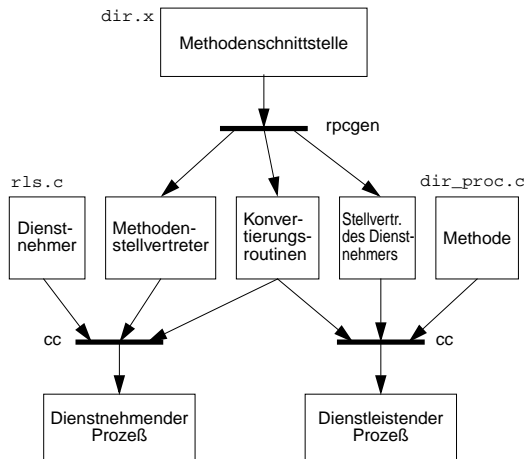 dir.x
Methodenschnittstelle
rpcgen
rls.c
dir_proc.c
Dienst-
nehmer
Methoden-
stellvertreter
Konver-
tierungs-
routinen
Stellvertr.
des Dienst-
nehmers
Methode
cc
cc
Dienstnehmender
Prozeß
Dienstleistender
Prozeß